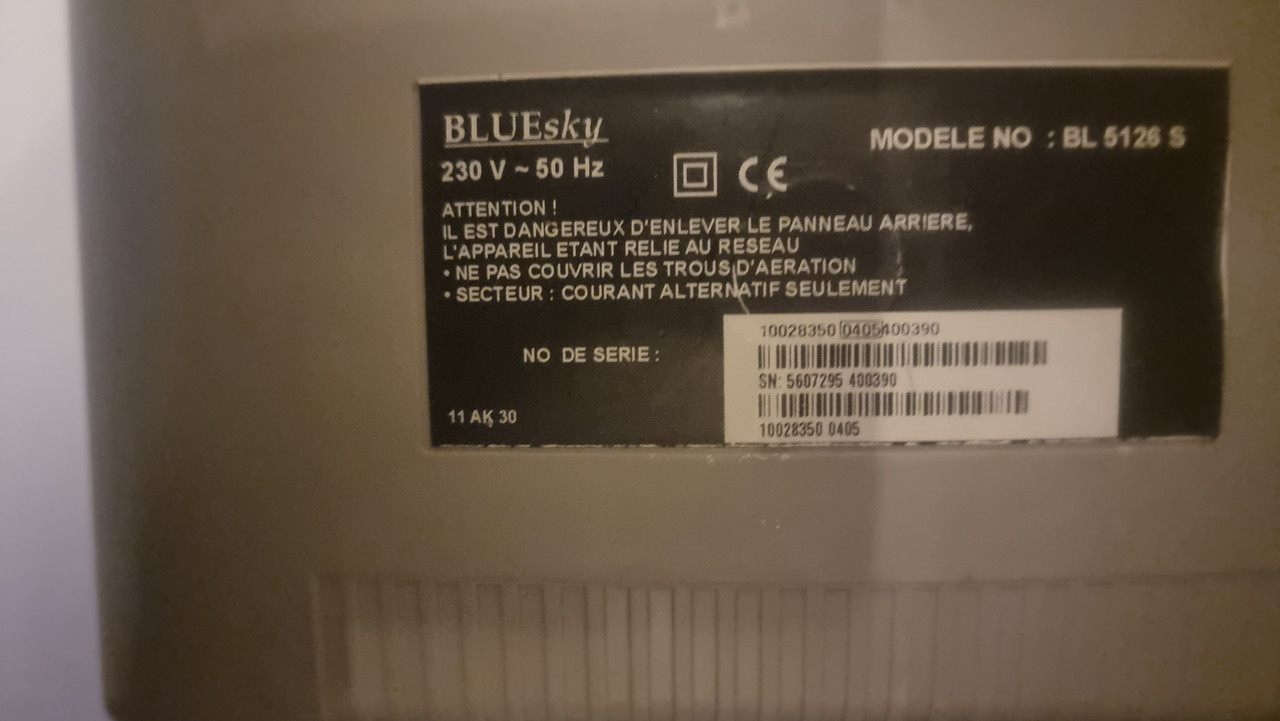 BLUEsky
MODELE NO : BL 5126 S
230 V ~ 50 Hz
CE
ATTENTION !
IL EST DANGEREUX D'ENLEVER LE PANNEAU ARRIERE,
L'APPAREIL ETANT RELIE AU RESEAU
• NE PAS COUVRIR LES TROUS D'AERATION
• SECTEUR : COURANT ALTERNATIF SEULEMENT
NO DE SERIE :
10028350 0405400390
SN: 5607295 400390
10028350 0405
11 AK 30